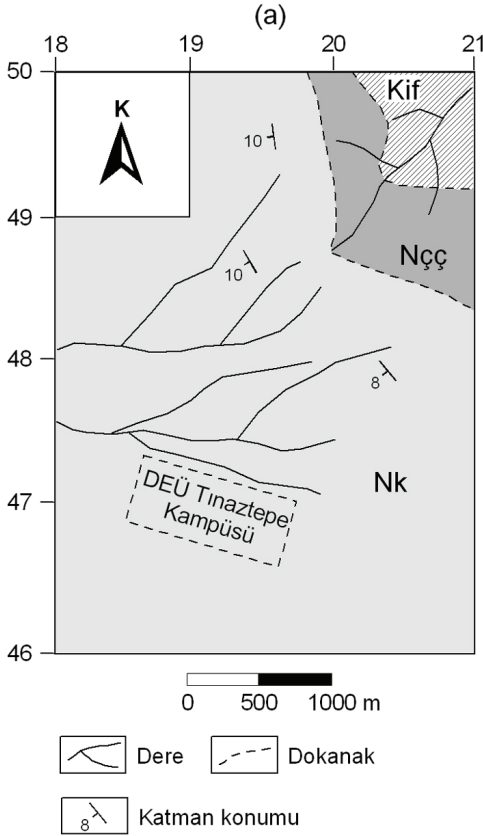 (a)
18 19 20 21
50
K
Kif
10
49
Nçç
10
48
8
Nk
47
DEÜ Tınaztepe
Kampüsü
46
0 500 1000 m
Dere
Dokanak
8
Katman konumu